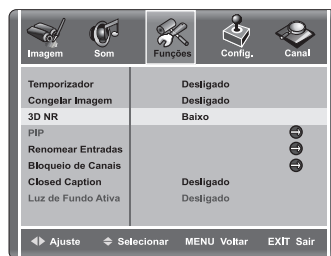 Imagem Som Funções Config. Canal
Temporizador Desligado
Congelar Imagem Desligado
3D NR Baixo
PIP
Renomear Entradas
Bloqueio de Canais
Closed Caption Desligado
Luz de Fundo Ativa Desligado
Ajuste Selecionar MENU Voltar EXIT Sair